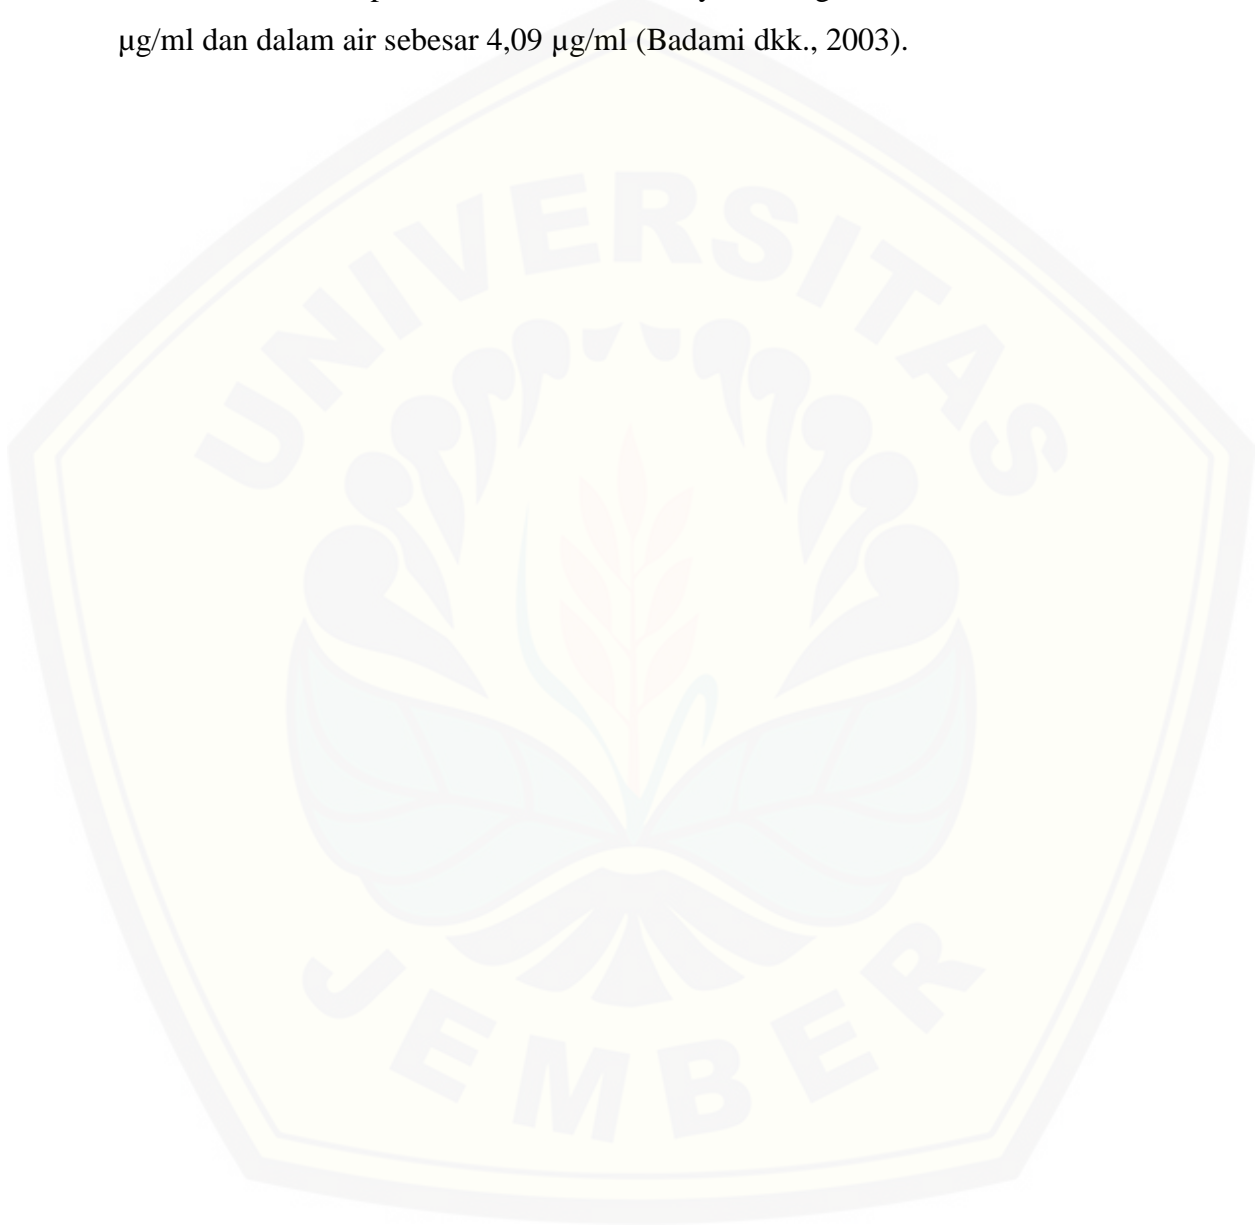 µg/ml dan dalam air sebesar 4,09 µg/ml (Badami dkk., 2003).
UNIVERSITAS
JEMBER